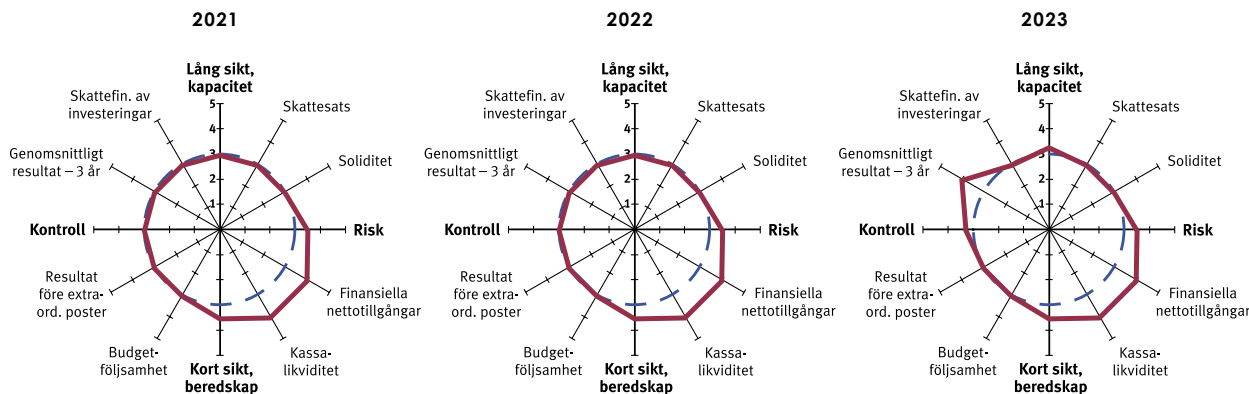 2021
Lång sikt,
kapacitet
Skattefin. av
investeringar
Skattesats
Genomsnittligt
resultat – 3 år
Soliditet
5
4
3
2
1
Kontroll
Risk
Resultat
före extra-
ord. poster
Finansiella
nettotillgångar
Budget-
följsamhet
Kassa-
likviditet
Kort sikt,
beredskap
2022
Lång sikt,
kapacitet
Skattefin. av
investeringar
Skattesats
Genomsnittligt
resultat – 3 år
Soliditet
5
4
3
2
1
Kontroll
Risk
Resultat
före extra-
ord. poster
Finansiella
nettotillgångar
Budget-
följsamhet
Kassa-
likviditet
Kort sikt,
beredskap
2023
Lång sikt,
kapacitet
Skattefin. av
investeringar
Skattesats
Genomsnittligt
resultat – 3 år
Soliditet
5
4
3
2
1
Kontroll
Risk
Resultat
före extra-
ord. poster
Finansiella
nettotillgångar
Budget-
följsamhet
Kassa-
likviditet
Kort sikt,
beredskap